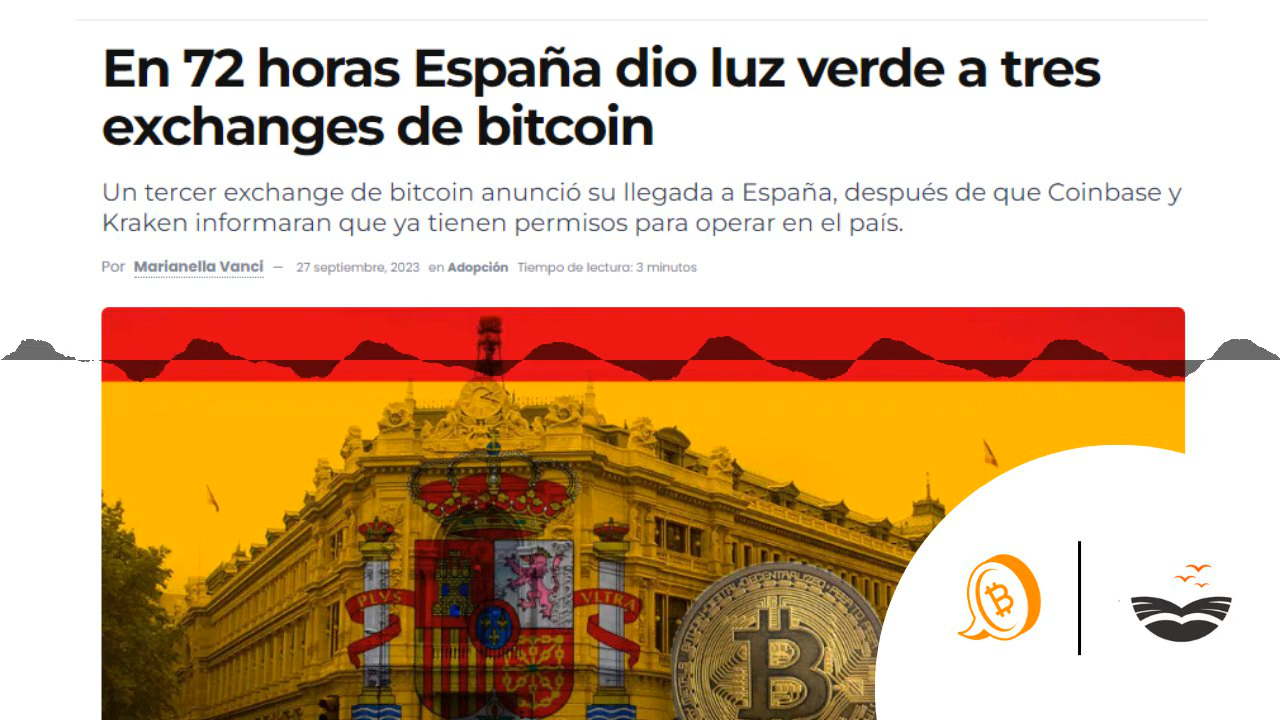 En 72 horas España dio luz verde a tres
exchanges de bitcoin
Un tercer exchange de bitcoin anunció su llegada a España, después de que Coinbase y
Kraken informaran que ya tienen permisos para operar en el país.
Por Marianella Vanci — 27 septiembre, 2023 en Adopción Tiempo de lectura: 3 minutos
PLVS VLTRA
DECENTRALIZED